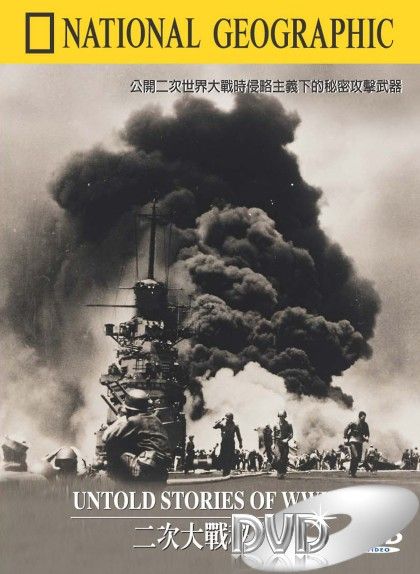 NATIONAL GEOGRAPHIC
公開二次世界大戰時侵略主義下的秘密攻擊武器
UNTOLD STORIES OF WW
二次大戰
DVD
VIDEO